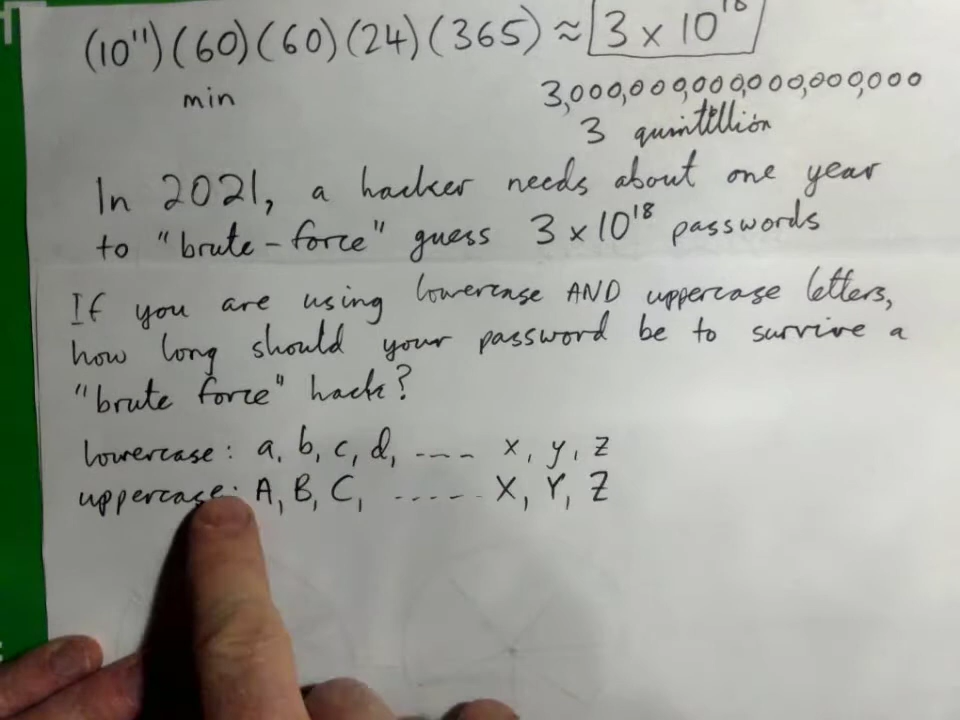 (10¹¹)(60)(60)(24)(365) ≈ 3 x 10¹⁸
min
3,000,000,000,000,000,000
3 quintillion
In 2021, a hacker needs about one year
to "brute-force" guess 3 x 10¹⁸ passwords
If you are using lowercase AND uppercase letters,
how long should your password be to survive a
"brute force" hack?
lowercase: a, b, c, d, ---- x, y, z
uppercase: A, B, C, ------ X, Y, Z